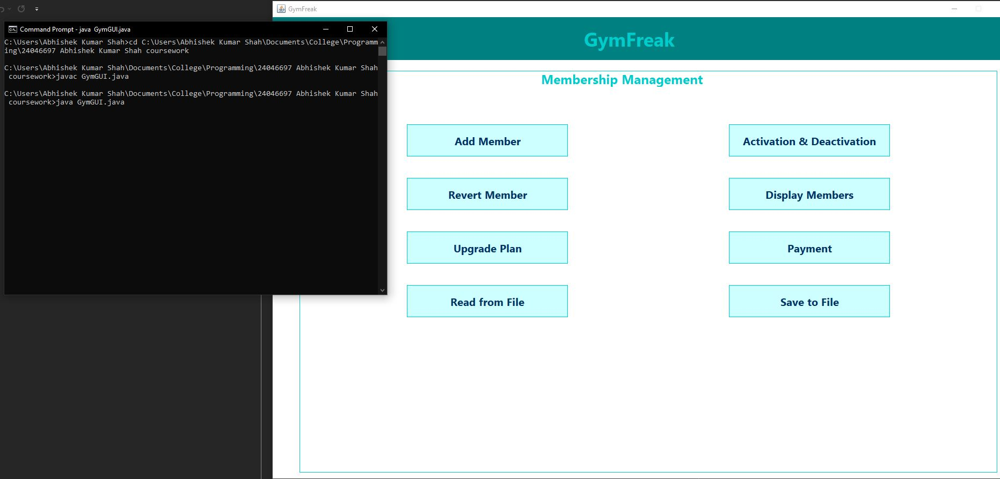 GymFreak
Command Prompt - java  GymGUI.java
C:\Users\Abhishek Kumar Shah>cd C:\Users\Abhishek Kumar Shah\Documents\College\Programm
ing\24046697 Abhishek Kumar Shah coursework
C:\Users\Abhishek Kumar Shah\Documents\College\Programming\24046697 Abhishek Kumar Shah
coursework>javac GymGUI.java
C:\Users\Abhishek Kumar Shah\Documents\College\Programming\24046697 Abhishek Kumar Shah
coursework>java GymGUI.java
GymFreak
Membership Management
Add Member
Activation & Deactivation
Revert Member
Display Members
Upgrade Plan
Payment
Read from File
Save to File